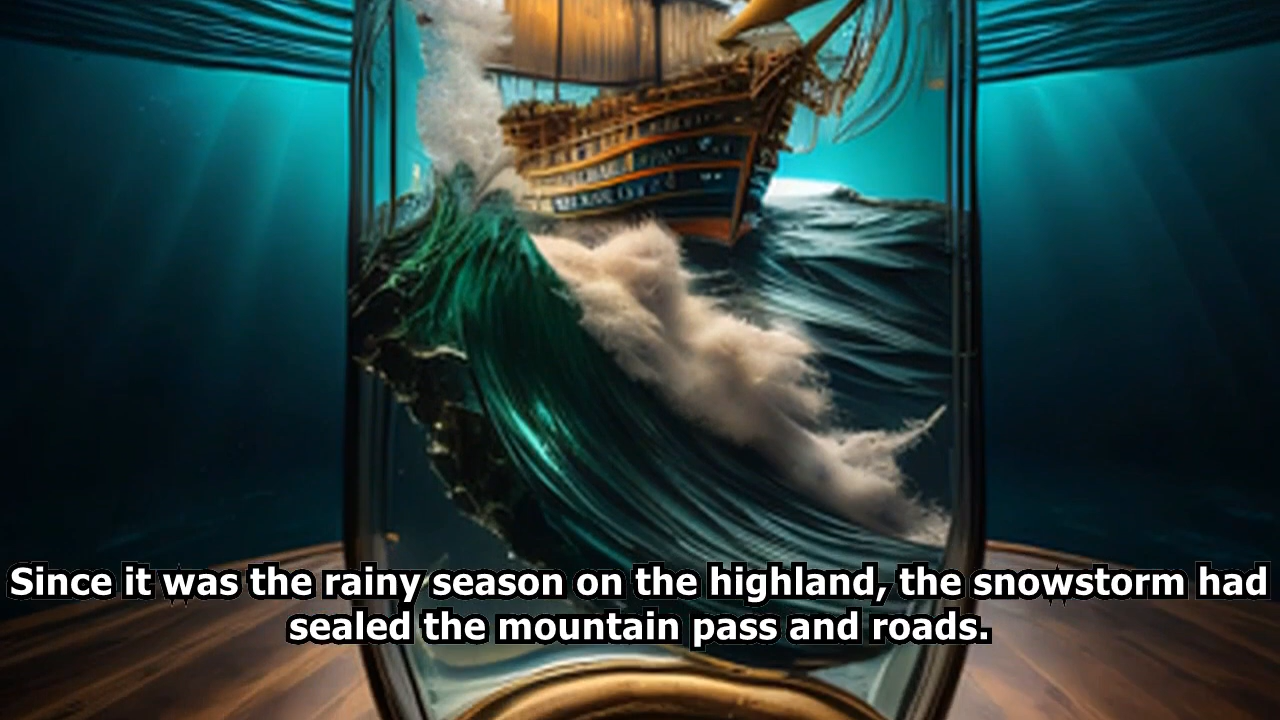 Since it was the rainy season on the highland, the snowstorm had
sealed the mountain pass and roads.